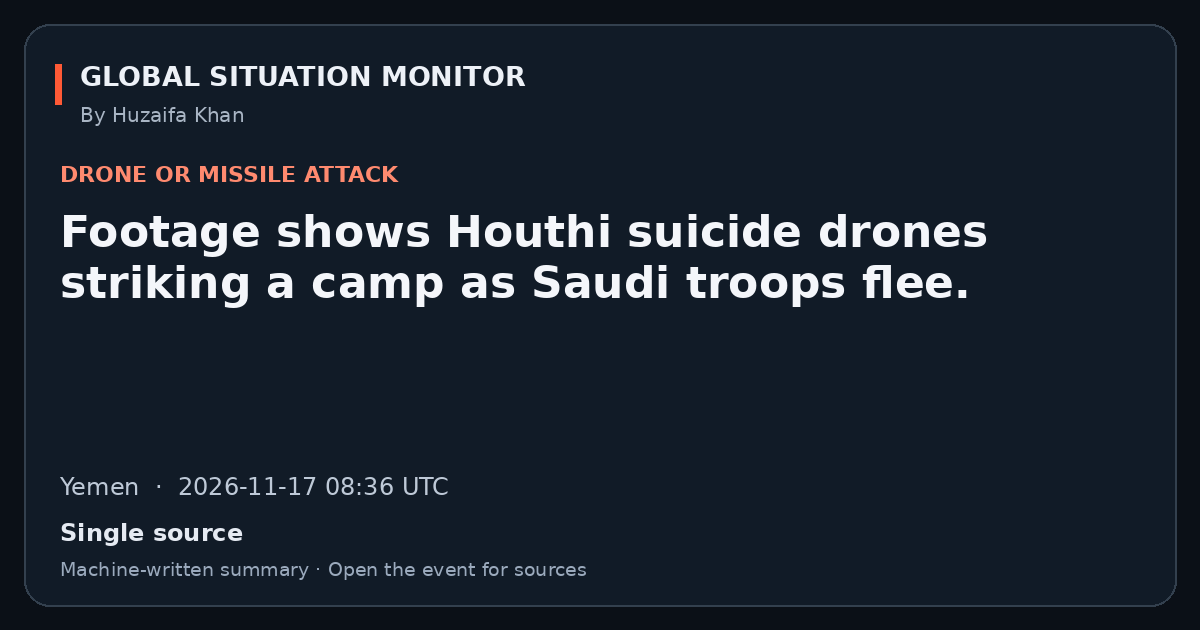 GLOBAL SITUATION MONITOR
By Huzaifa Khan
DRONE OR MISSILE ATTACK
Footage shows Houthi suicide drones
striking a camp as Saudi troops flee.
Yemen · 2026-11-17 08:36 UTC
Single source
Machine-written summary · Open the event for sources